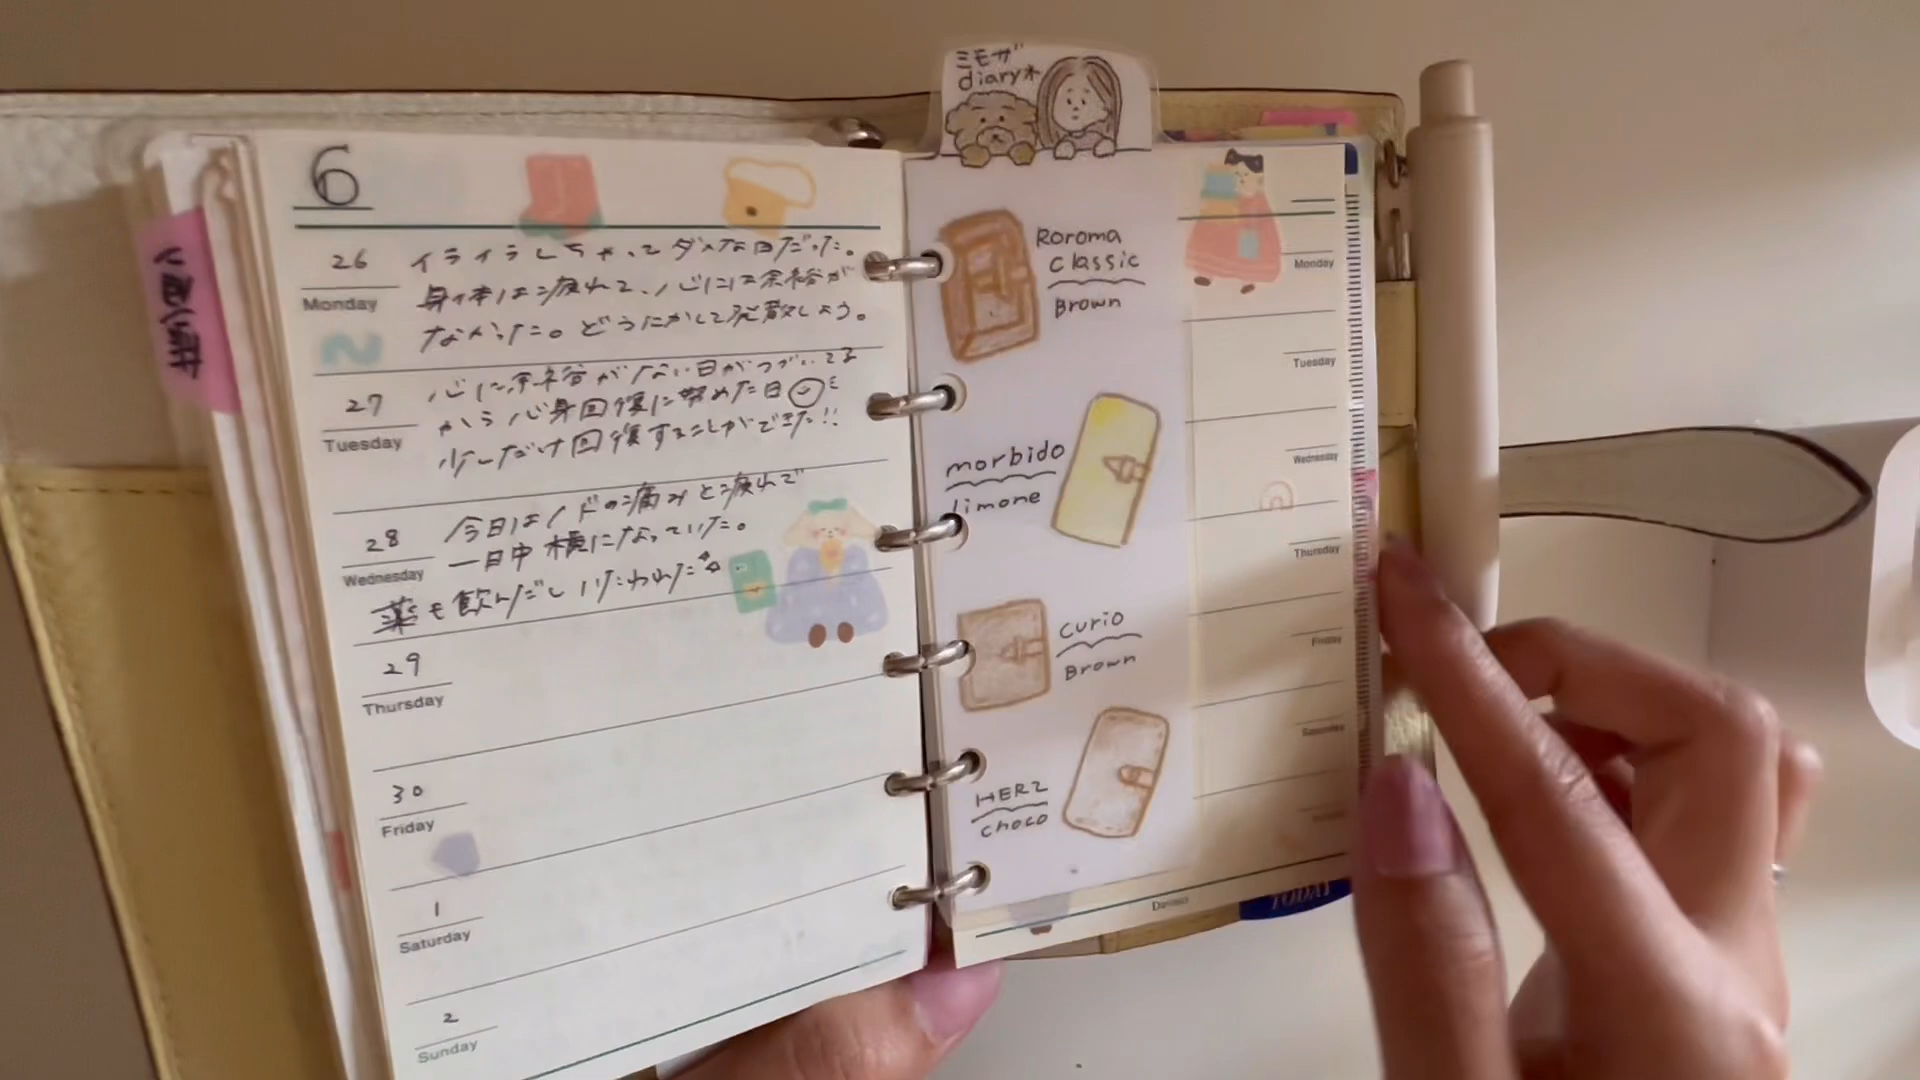 ミモザ
diary*
6
26
Monday
イライラしちゃってダメな日だった。
身体は疲れて、心には余裕が
なかった。どうにかして発散しよう。
27
Tuesday
心に余裕がない日がつづいてる
から心身回復に努めた日
少しだけ回復することができた!!
28
Wednesday
今日はノドの痛みと疲れで
一日中横になっていた。
薬も飲んだしいたわれた
29
Thursday
30
Friday
1
Saturday
2
Sunday
Roroma
classic
Brown
morbido
limone
curio
Brown
HERZ
choco
Monday
Tuesday
Wednesday
Thursday
Friday
Saturday
Davinci
TODAY